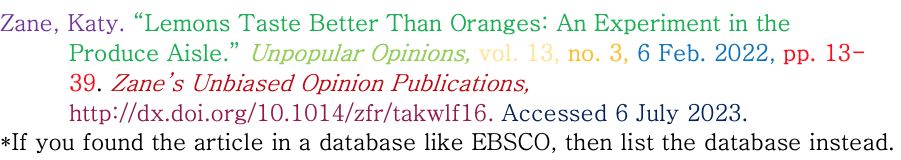 Zane, Katy. “Lemons Taste Better Than Oranges: An Experiment in the
Produce Aisle.” Unpopular Opinions, vol. 13, no. 3, 6 Feb. 2022, pp. 13-
39. Zane’s Unbiased Opinion Publications,
http://dx.doi.org/10.1014/zfr/takwlf16. Accessed 6 July 2023.
*If you found the article in a database like EBSCO, then list the database instead.